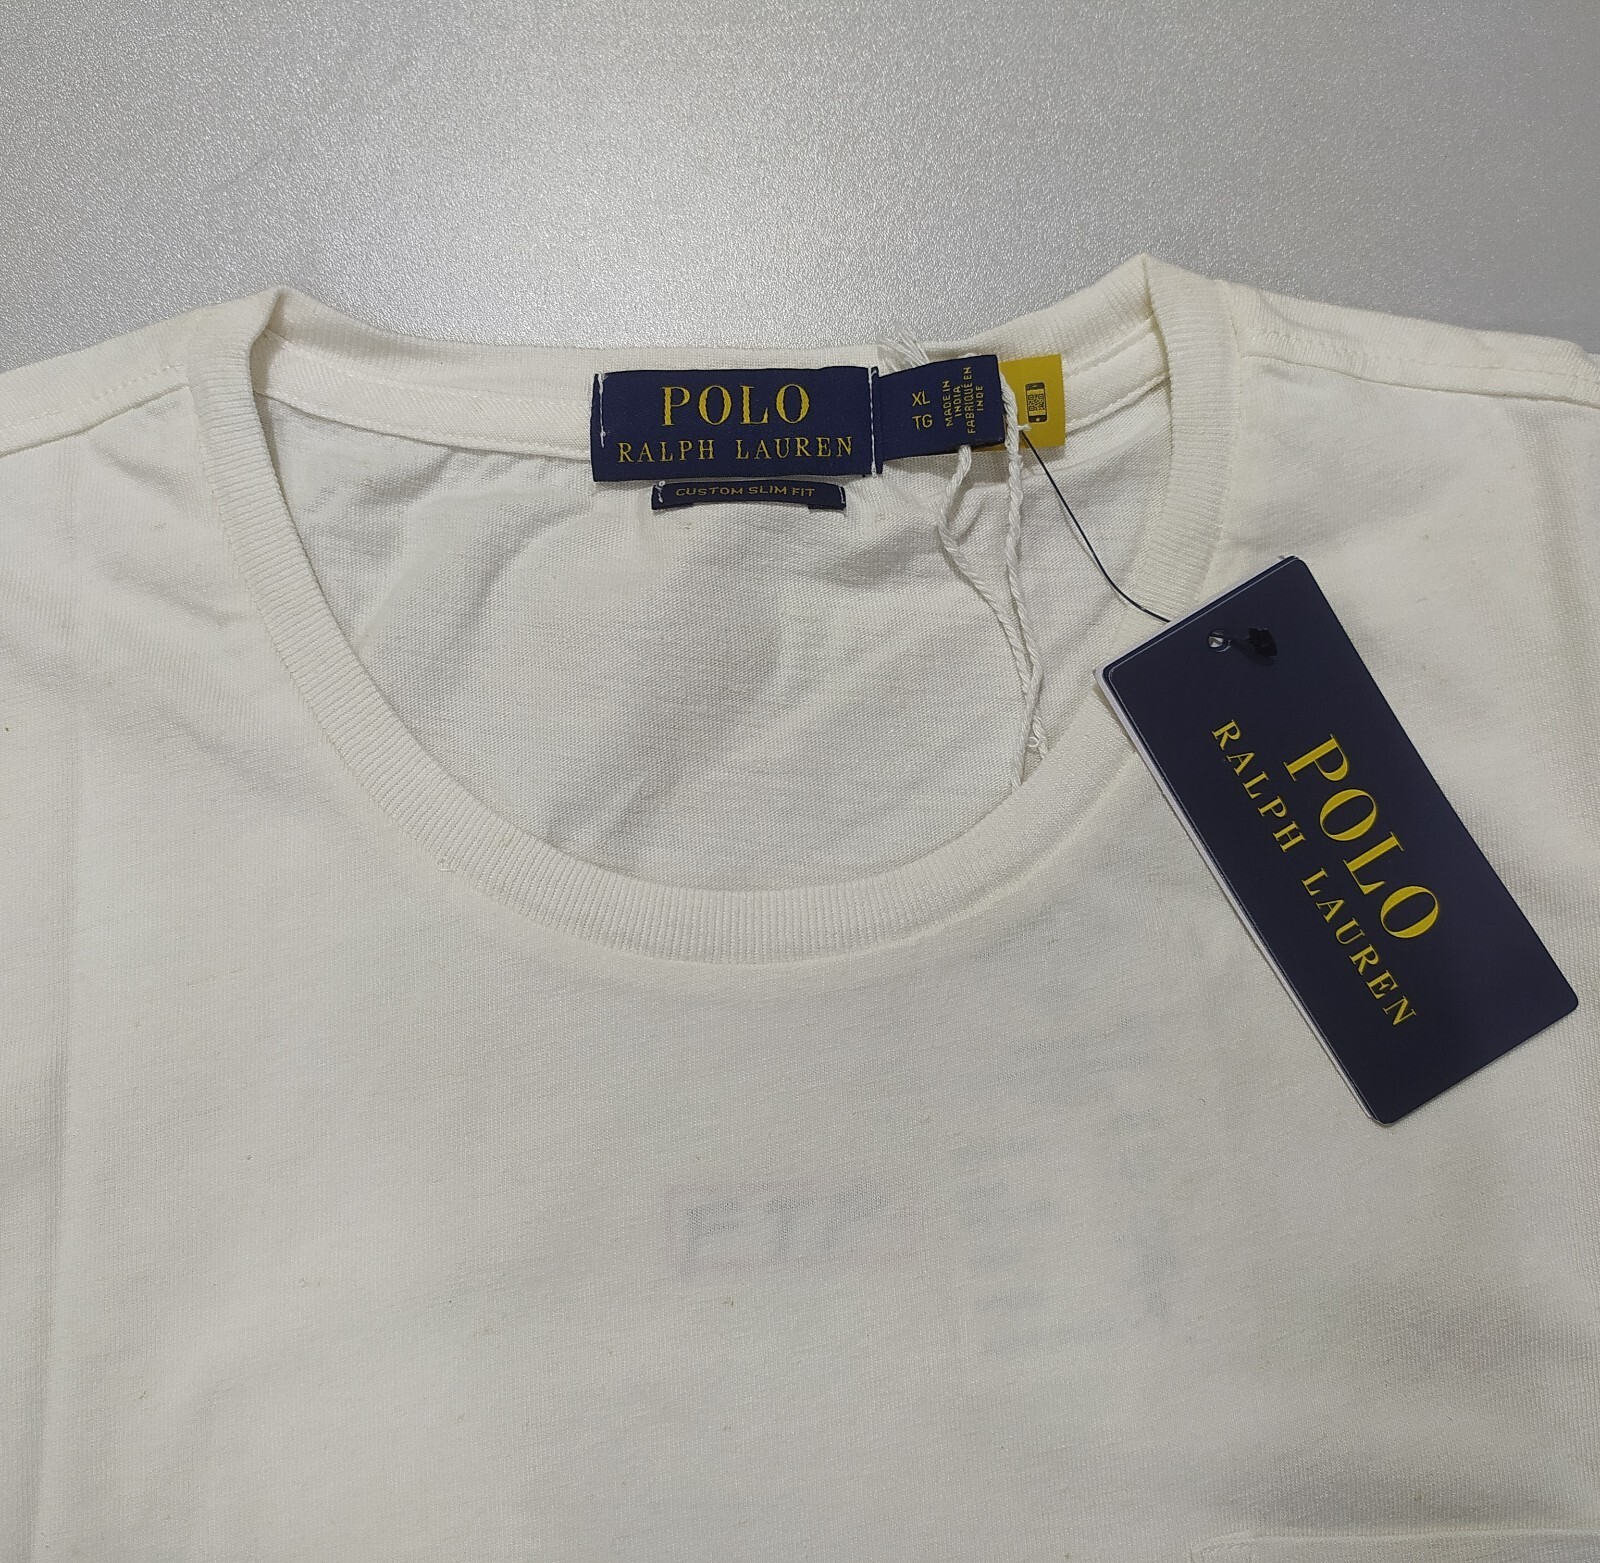 POLO
RALPH LAUREN
CUSTOM SLIM FIT
XL
TG
MADE IN
INDIA
FABRIQUÉ EN
INDE
POLO
RALPH LAUREN